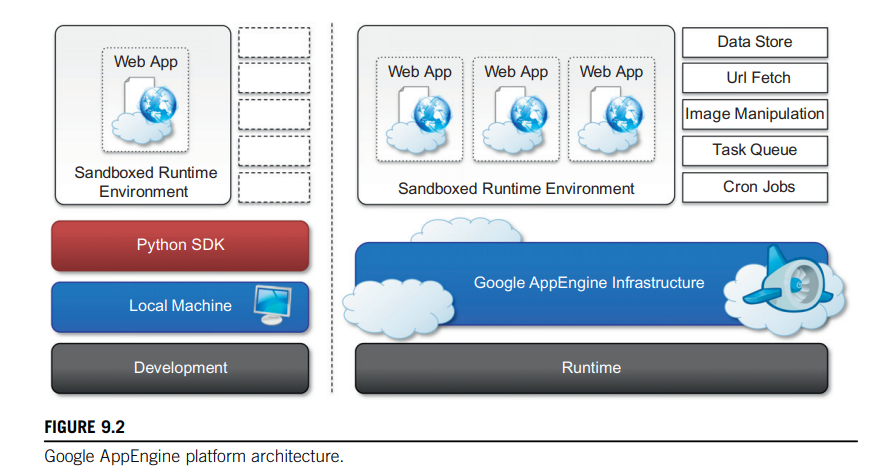 Web App
Sandboxed Runtime
Environment
Python SDK
Local Machine
Development
Web App
Web App
Web App
Sandboxed Runtime Environment
Data Store
Url Fetch
Image Manipulation
Task Queue
Cron Jobs
Google AppEngine Infrastructure
Runtime
FIGURE 9.2
Google AppEngine platform architecture.